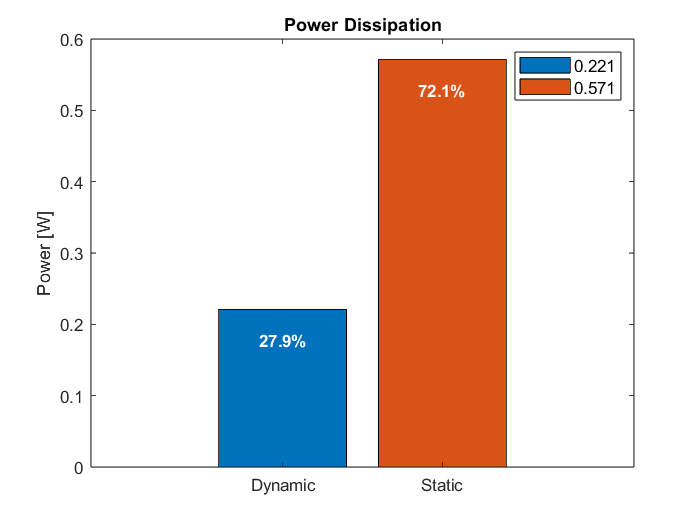 Power Dissipation
0.6
0.5
0.4
0.3
0.2
0.1
0
Power [W]
27.9%
72.1%
0.221
0.571
Dynamic
Static